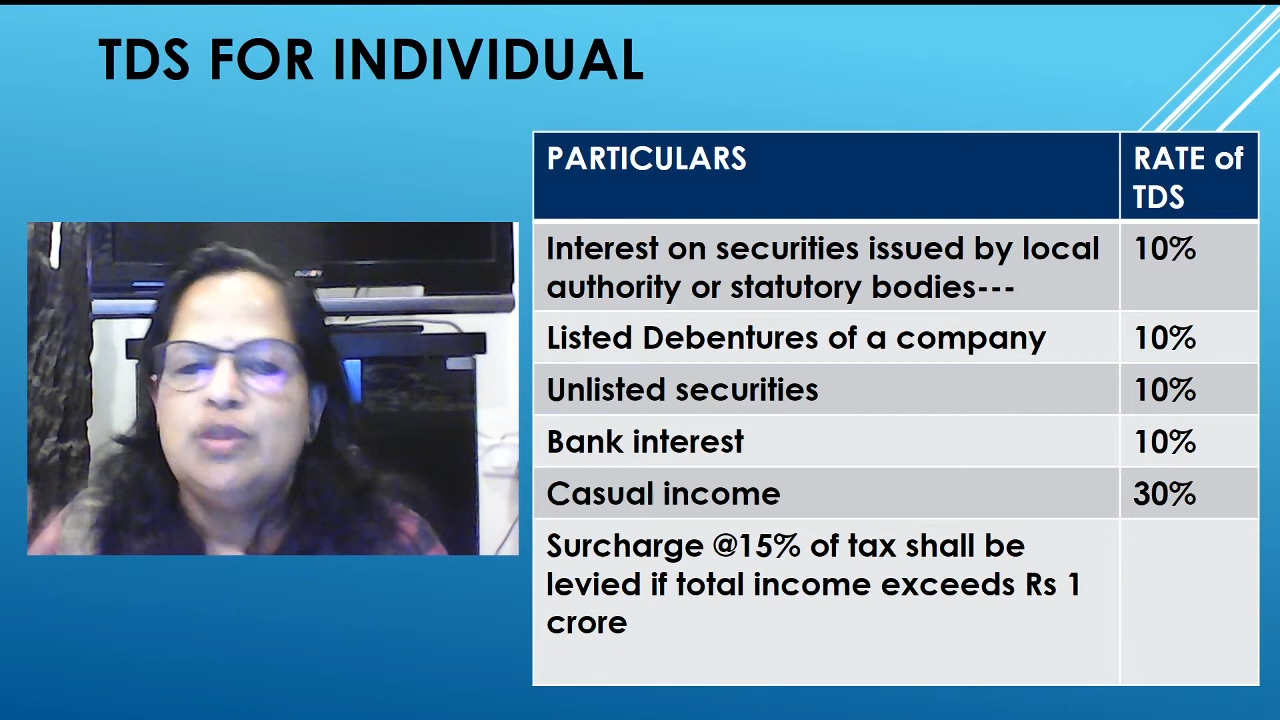 TDS FOR INDIVIDUAL
PARTICULARS
RATE of
TDS
Interest on securities issued by local
authority or statutory bodies---
10%
Listed Debentures of a company
10%
Unlisted securities
10%
Bank interest
10%
Casual income
30%
Surcharge @15% of tax shall be
levied if total income exceeds Rs 1
crore
SONY